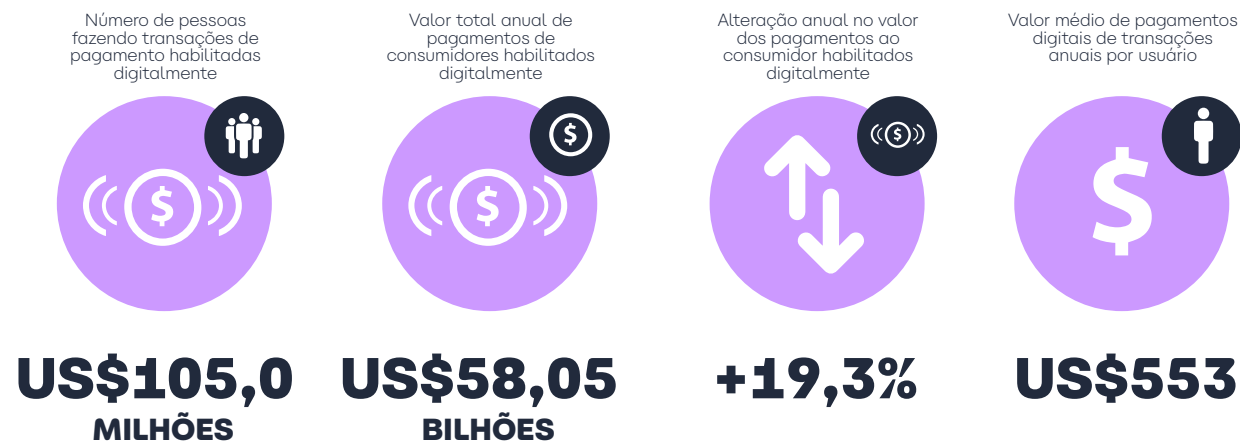 Número de pessoas
fazendo transações de
pagamento habilitadas
digitalmente
US$105,0
MILHÕES
Valor total anual de
pagamentos de
consumidores habilitados
digitalmente
US$58,05
BILHÕES
Alteração anual no valor
dos pagamentos ao
consumidor habilitados
digitalmente
+19,3%
Valor médio de pagamentos
digitais de transações
anuais por usuário
US$553